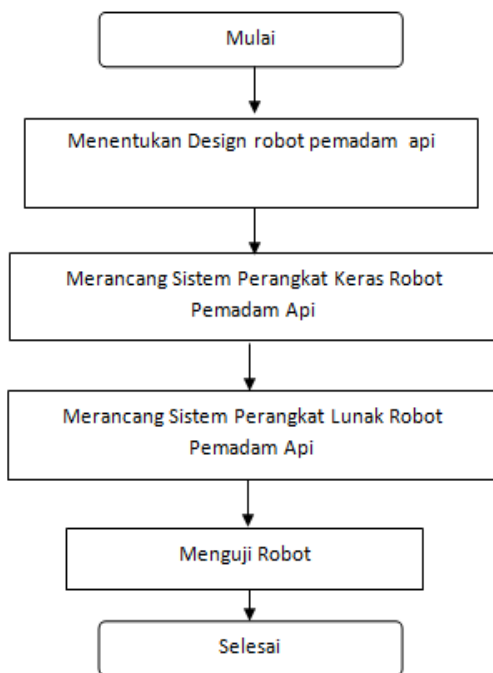 Mulai
Menentukan Design robot pemadam api
Merancang Sistem Perangkat Keras Robot
Pemadam Api
Merancang Sistem Perangkat Lunak Robot
Pemadam Api
Menguji Robot
Selesai